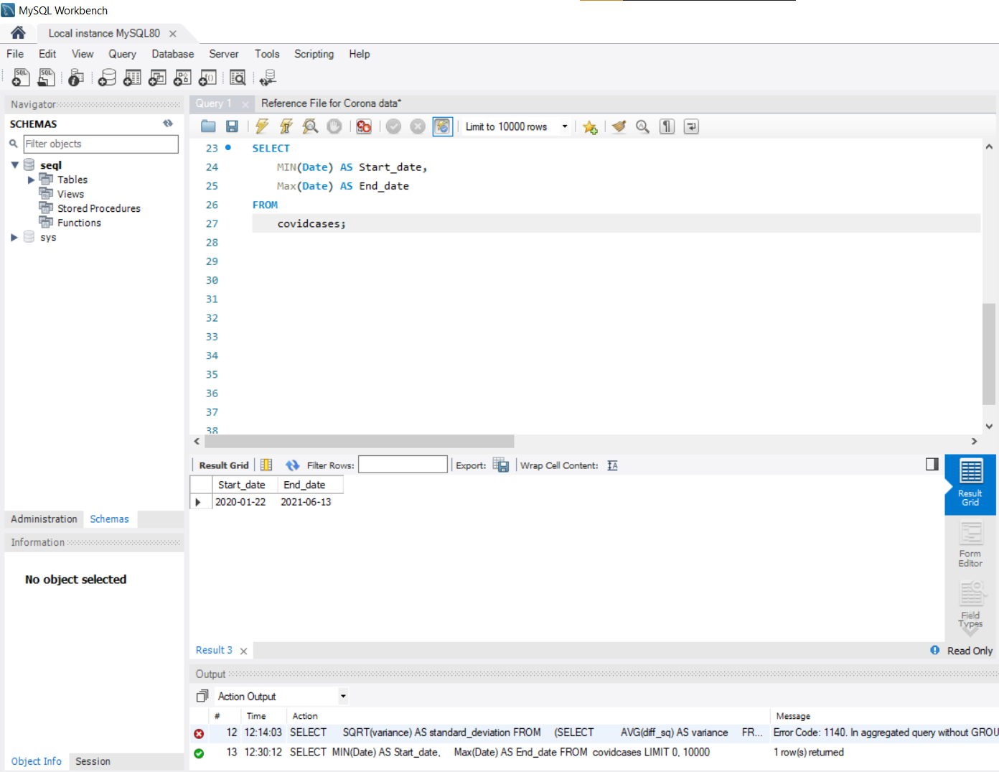 MySQL Workbench
Local instance MySQL80
File Edit View Query Database Server Tools Scripting Help
Navigator
SCHEMAS
Filter objects
seql
Tables
Views
Stored Procedures
Functions
sys
Administration Schemas
Information
No object selected
Object Info Session
Query 1 Reference File for Corona data*
Limit to 10000 rows
23 SELECT
24 MIN(Date) AS Start_date,
25 Max(Date) AS End_date
26 FROM
27 covidcases;
28
29
30
31
32
33
34
35
36
37
38
Result Grid Filter Rows: Export: Wrap Cell Content:
Start_date End_date
2020-01-22 2021-06-13
Result Grid
Form Editor
Field Types
Result 3 Read Only
Output
Action Output
# Time Action Message
12 12:14:03 SELECT SQRT(variance) AS standard_deviation FROM (SELECT AVG(diff_sq) AS variance FR... Error Code: 1140. In aggregated query without GROU
13 12:30:12 SELECT MIN(Date) AS Start_date, Max(Date) AS End_date FROM covidcases LIMIT 0, 10000 1 row(s) returned